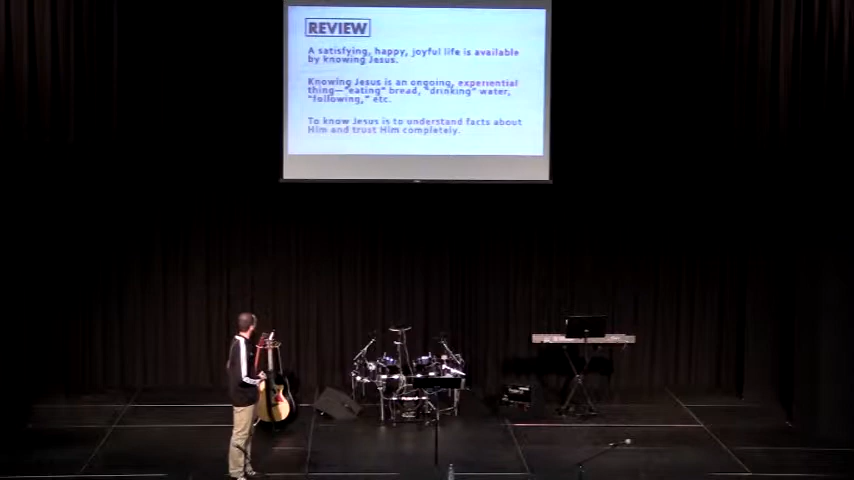 REVIEW
A satisfying, happy, joyful life is available
by knowing Jesus.
Knowing Jesus is an ongoing, experiential
thing—"eating" bread, "drinking" water,
"following," etc.
To know Jesus is to understand facts about
Him and trust Him completely.